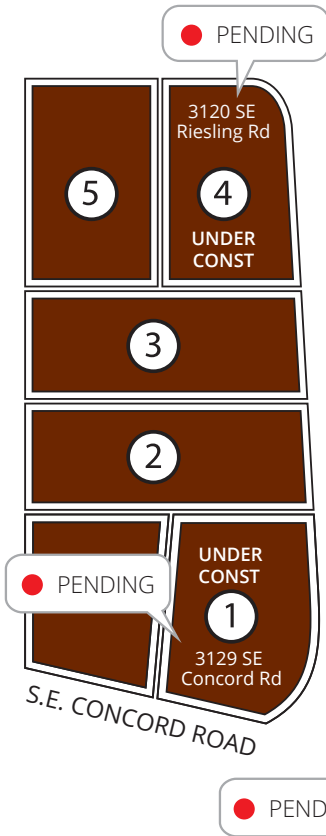 PENDING
3120 SE
Riesling Rd
5
4
UNDER
CONST
3
2
UNDER
CONST
PENDING
1
3129 SE
Concord Rd
S.E. CONCORD ROAD
PEND